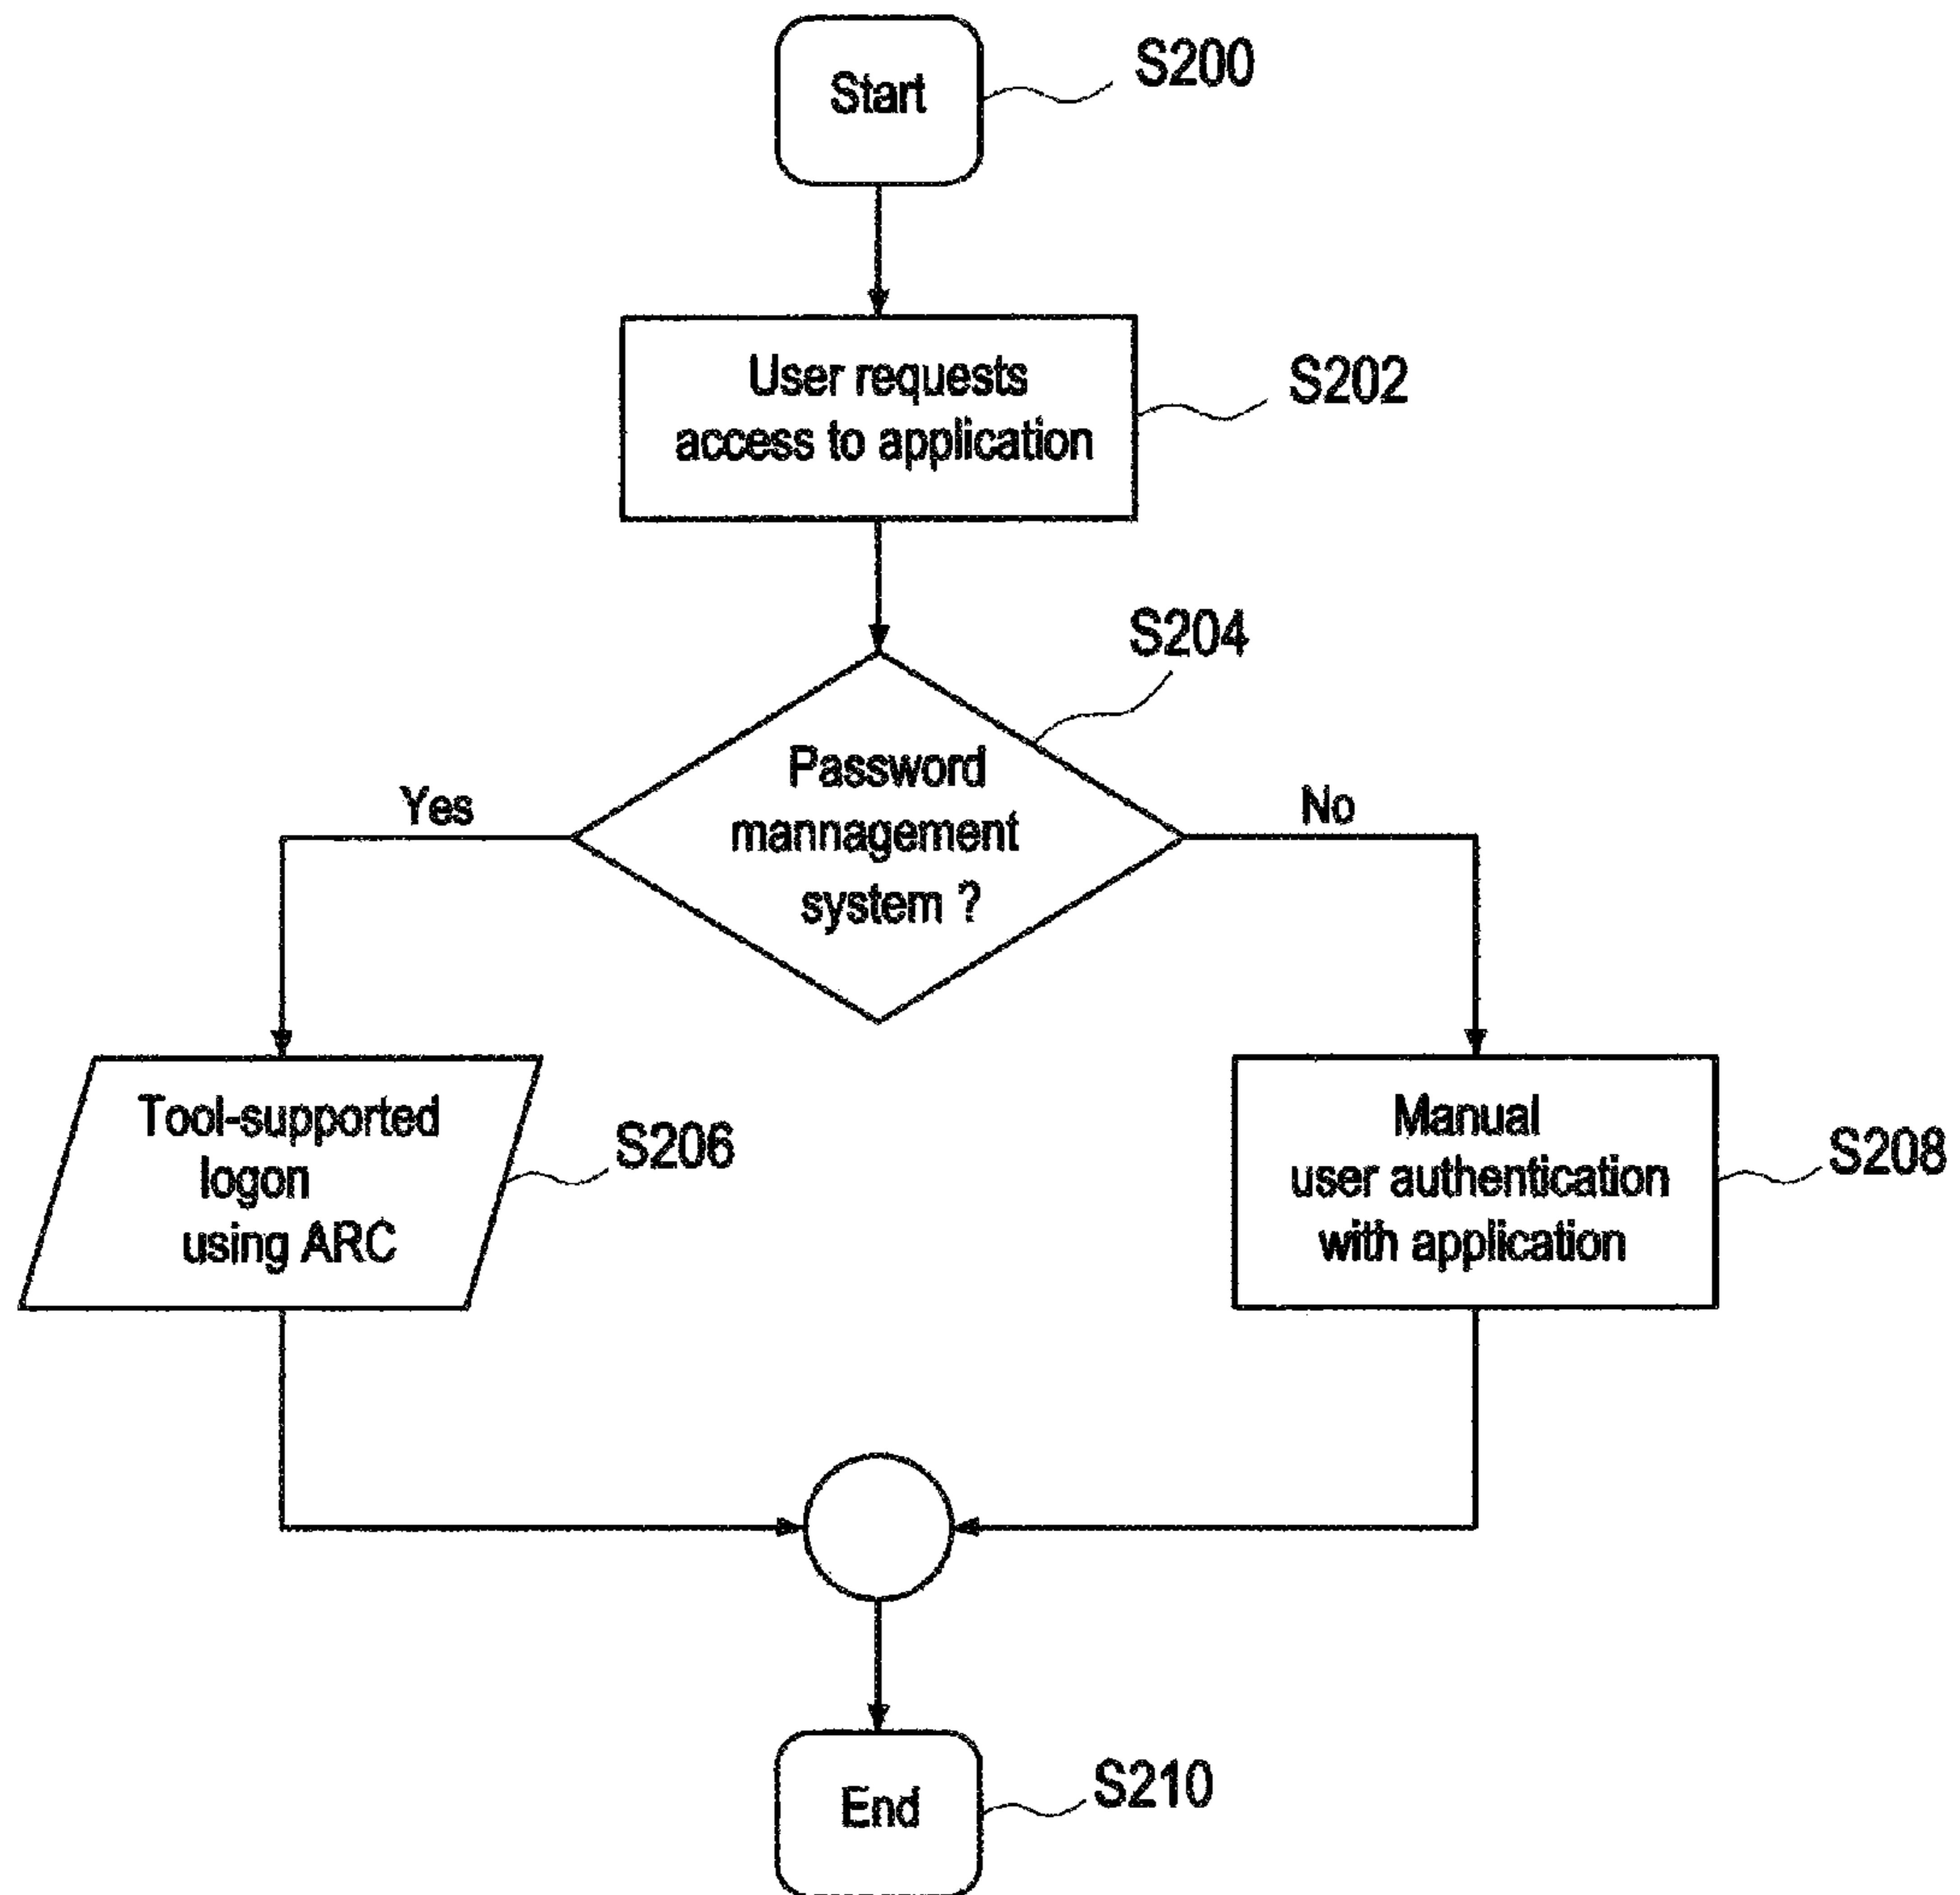 Start
S200
User requests
access to application
S202
S204
Password
mannagement
system ?
Yes
No
Tool-supported
logon
using ARC
S206
Manual
user authentication
with application
S208
End
S210